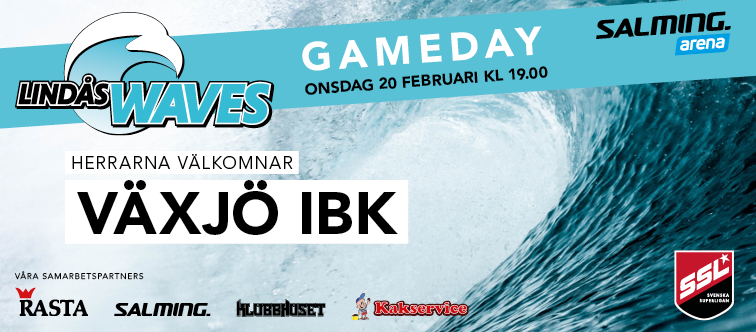 LINDÅS WAVES
GAMEDAY
ONSDAG 20 FEBRUARI KL 19.00
SALMING.
arena
HERRARNA VÄLKOMNAR
VÄXJÖ IBK
VÅRA SAMARBETSPARTNERS
RASTA SALMING. KLUBBHUSET Kakservice
SSL
SVENSKA
SUPERLIGAN